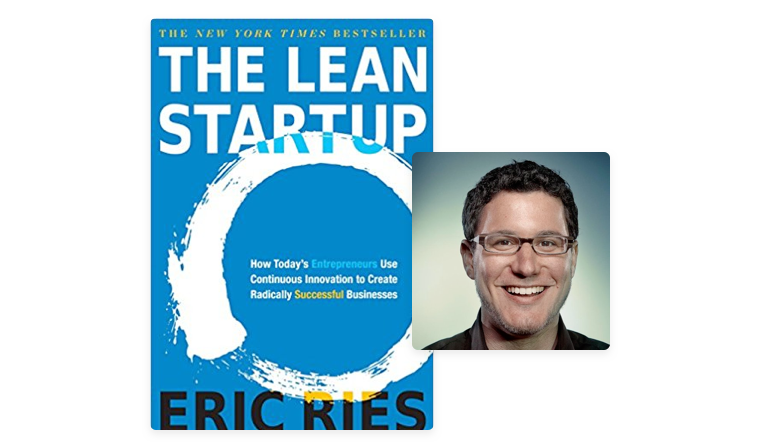 THE NEW YORK TIMES BESTSELLER
THE LEAN
STARTUP
How Today's Entrepreneurs Use
Continuous Innovation to Create
Radically Successful Businesses
ERIC RIES